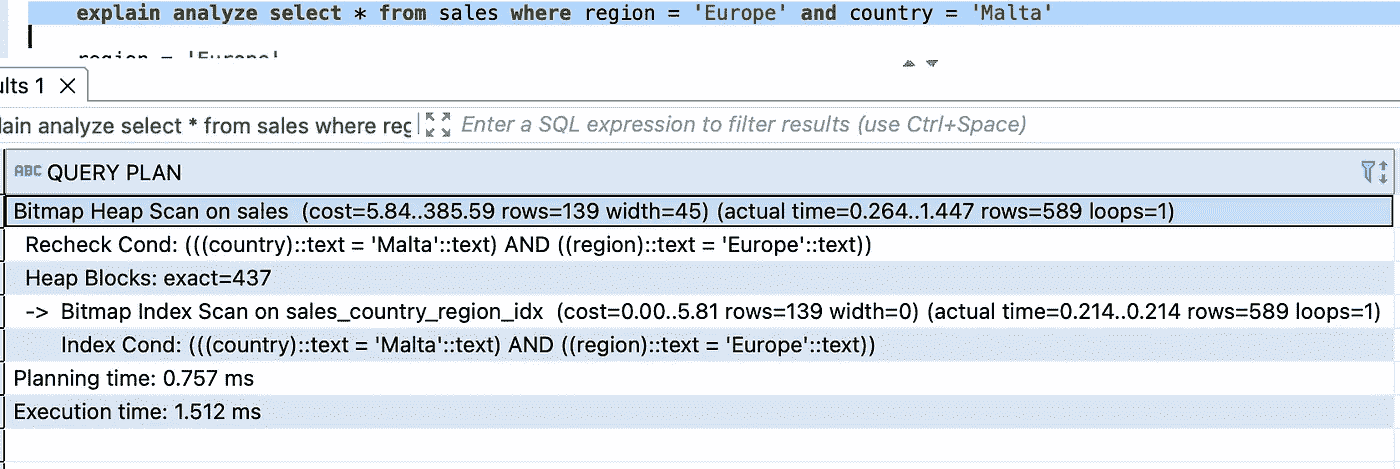 explain analyze select * from sales where region = 'Europe' and country = 'Malta'
region = 'Europe'
ults 1
lain analyze select * from sales where reg
Enter a SQL expression to filter results (use Ctrl+Space)
ABC QUERY PLAN
Bitmap Heap Scan on sales (cost=5.84..385.59 rows=139 width=45) (actual time=0.264..1.447 rows=589 loops=1)
Recheck Cond: (((country)::text = 'Malta'::text) AND ((region)::text = 'Europe'::text))
Heap Blocks: exact=437
-> Bitmap Index Scan on sales_country_region_idx (cost=0.00..5.81 rows=139 width=0) (actual time=0.214..0.214 rows=589 loops=1)
Index Cond: (((country)::text = 'Malta'::text) AND ((region)::text = 'Europe'::text))
Planning time: 0.757 ms
Execution time: 1.512 ms